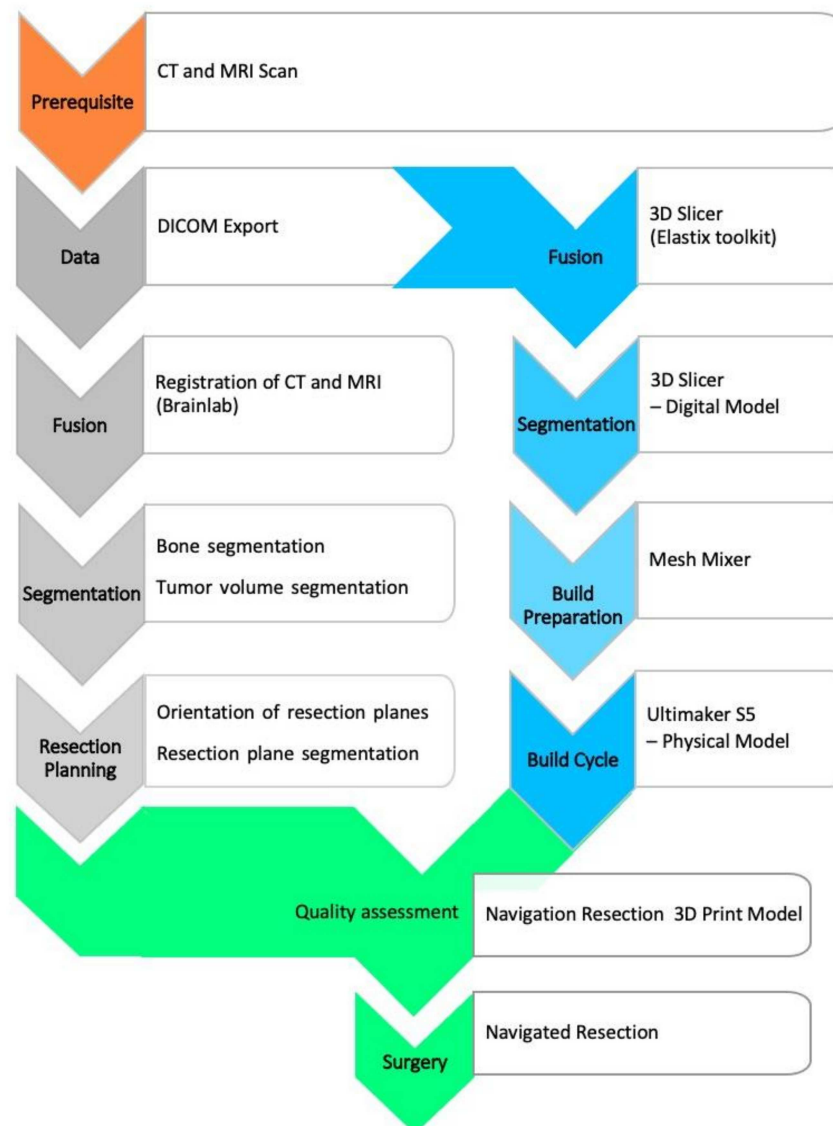 Prerequisite
CT and MRI Scan
Data
DICOM Export
Fusion
3D Slicer
(Elastix toolkit)
Fusion
Registration of CT and MRI
(Brainlab)
Segmentation
3D Slicer
– Digital Model
Segmentation
Bone segmentation
Tumor volume segmentation
Build
Preparation
Mesh Mixer
Resection
Planning
Orientation of resection planes
Resection plane segmentation
Build Cycle
Ultimaker S5
– Physical Model
Quality assessment
Navigation Resection 3D Print Model
Surgery
Navigated Resection